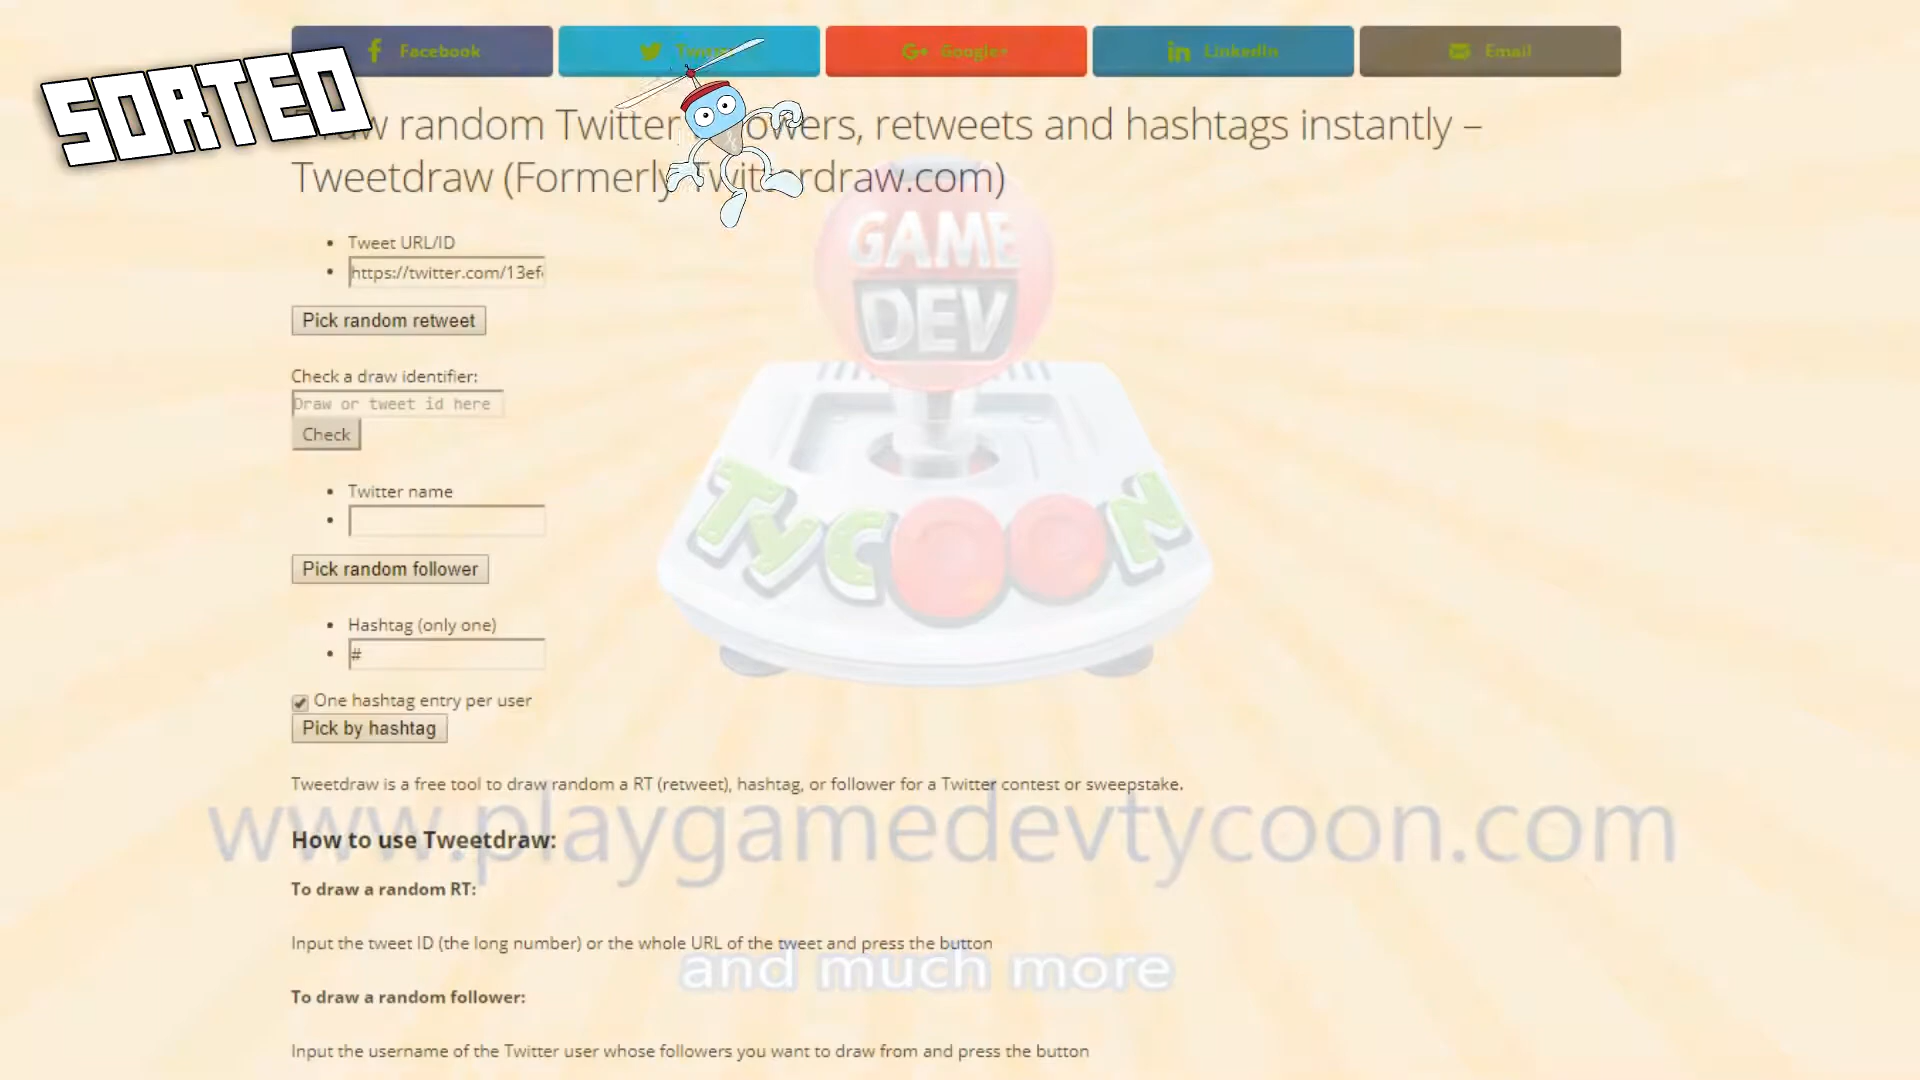 Facebook
Twitter
Google+
LinkedIn
Email
SORTED
random Twitter owers, retweets and hashtags instantly –
Tweetdraw (Formerly Twitterdraw.com)
GAME
DEV
Tweet URL/ID
https://twitter.com/13ef
Pick random retweet
Check a draw identifier:
Draw or tweet id here
Check
TYCOON
Twitter name
Pick random follower
Hashtag (only one)
#
One hashtag entry per user
Pick by hashtag
Tweetdraw is a free tool to draw random a RT (retweet), hashtag, or follower for a Twitter contest or sweepstake.
www.playgamedevtycoon.com
How to use Tweetdraw:
To draw a random RT:
Input the tweet ID (the long number) or the whole URL of the tweet and press the button
and much more
To draw a random follower:
Input the username of the Twitter user whose followers you want to draw from and press the button